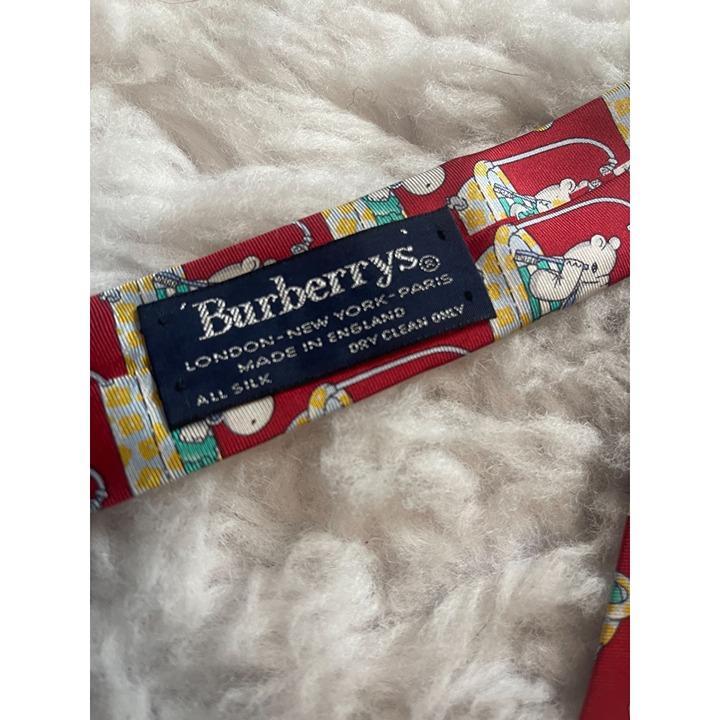 Burberrys®
LONDON-NEW YORK-PARIS
MADE IN ENGLAND
ALL SILK DRY CLEAN ONLY